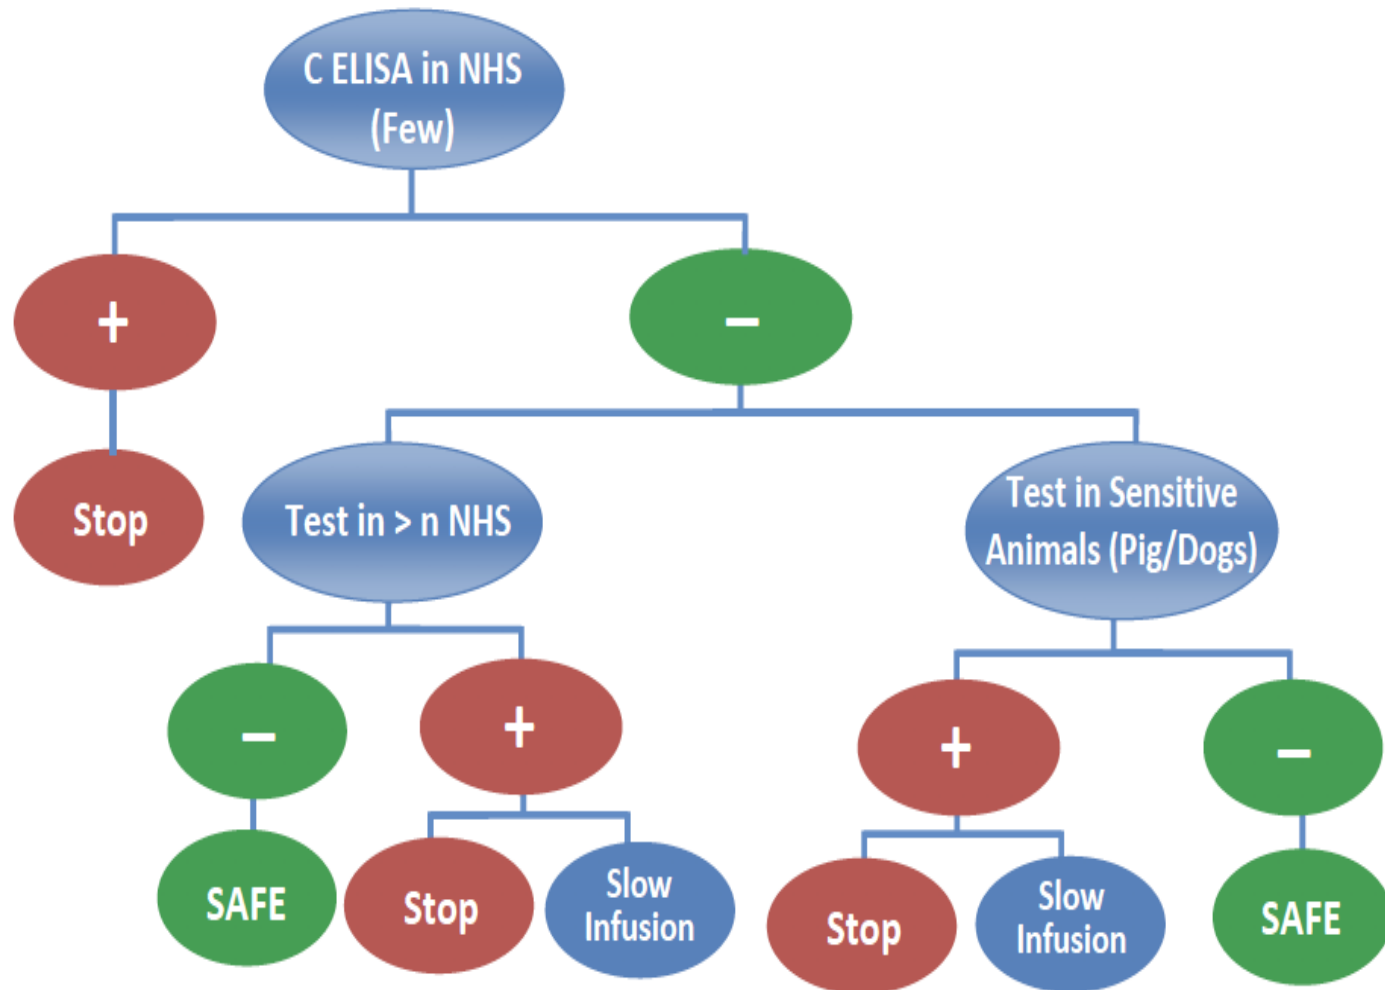 C ELISA in NHS
(Few)
+
–
Stop
Test in > n NHS
Test in Sensitive
Animals (Pig/Dogs)
–
+
+
–
SAFE
Stop
Slow
Infusion
Stop
Slow
Infusion
SAFE